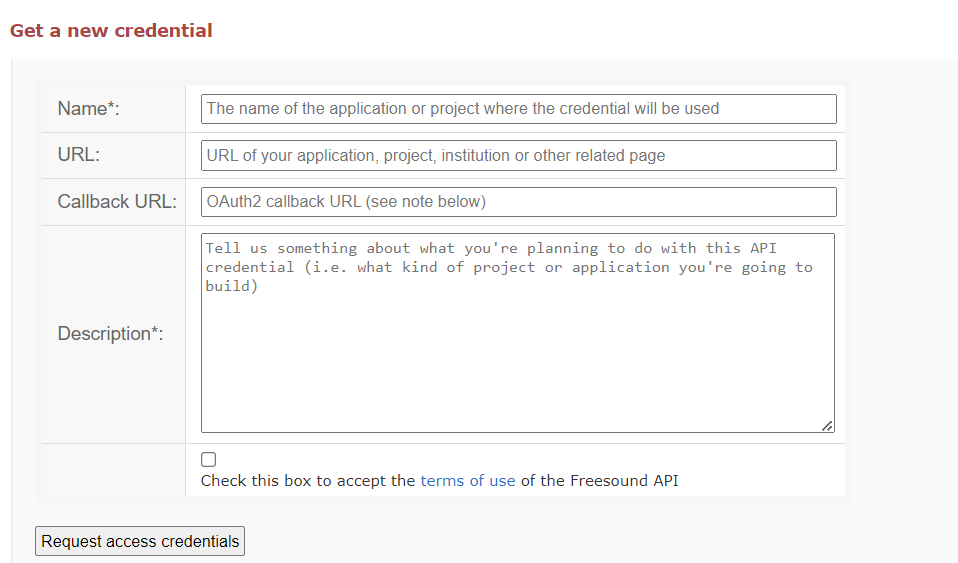 Get a new credential
Name*:
The name of the application or project where the credential will be used
URL:
URL of your application, project, institution or other related page
Callback URL:
OAuth2 callback URL (see note below)
Description*:
Tell us something about what you're planning to do with this API
credential (i.e. what kind of project or application you're going to
build)
Check this box to accept the terms of use of the Freesound API
Request access credentials